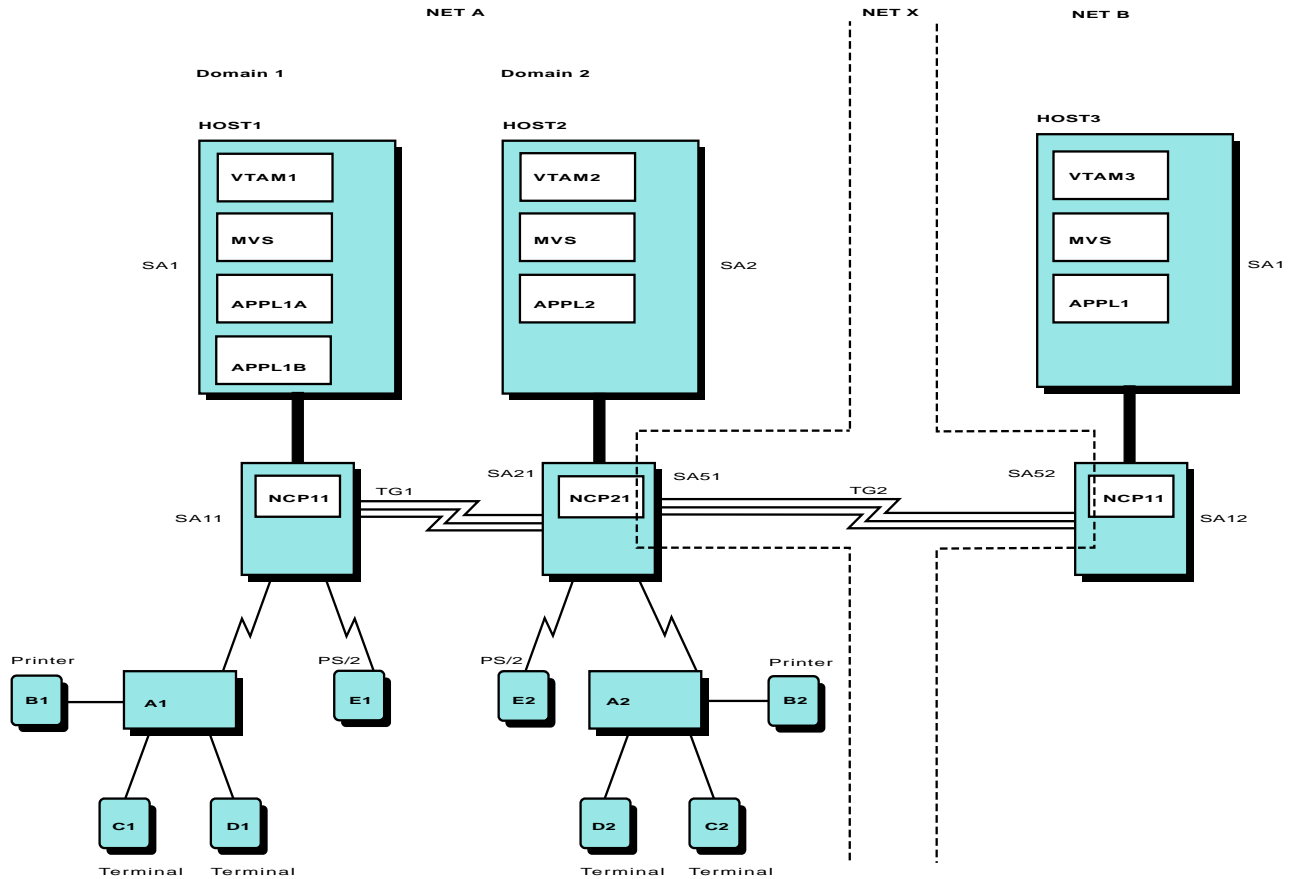 NET A
NET X
NET B
Domain 1
Domain 2
HOST1
HOST2
HOST3
VTAM1
VTAM2
VTAM3
MVS
MVS
MVS
SA1
SA2
SA1
APPL1A
APPL2
APPL1
APPL1B
SA21
SA51
SA52
TG1
TG2
NCP11
NCP21
NCP11
SA11
SA12
Printer
PS/2
PS/2
Printer
B1
A1
E1
E2
A2
B2
C1
D1
D2
C2
Terminal
Terminal
Terminal
Terminal